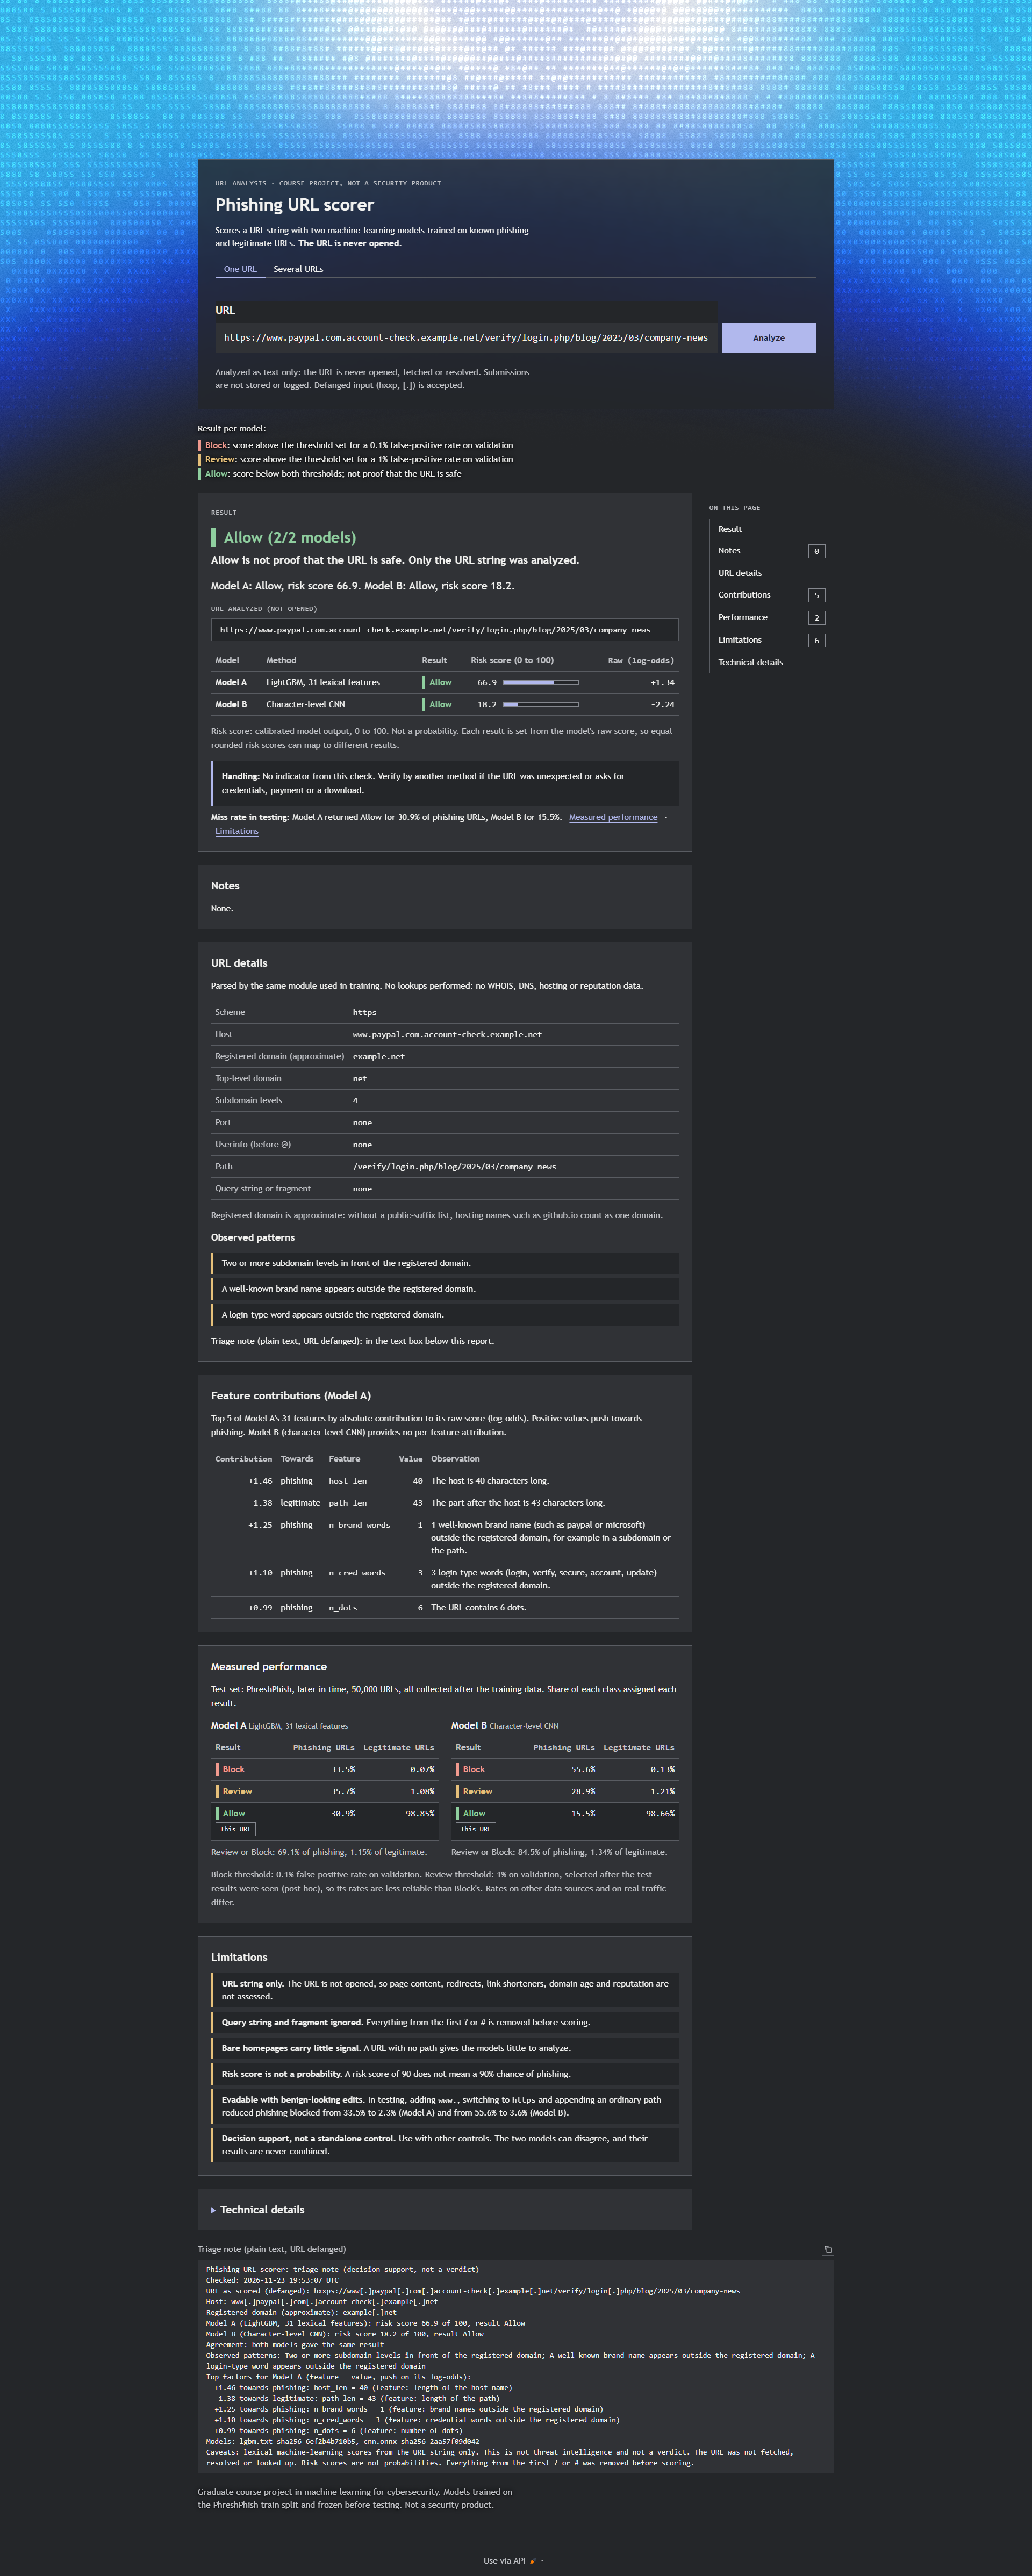 URL ANALYSIS · COURSE PROJECT, NOT A SECURITY PRODUCT
Phishing URL scorer
Scores a URL string with two machine-learning models trained on known phishing
and legitimate URLs. The URL is never opened.
One URL Several URLs
URL
https://www.paypal.com.account-check.example.net/verify/login.php/blog/2025/03/company-news
Analyze
Analyzed as text only: the URL is never opened, fetched or resolved. Submissions
are not stored or logged. Defanged input (hxxp, [.]) is accepted.
Result per model:
Block: score above the threshold set for a 0.1% false-positive rate on validation
Review: score above the threshold set for a 1% false-positive rate on validation
Allow: score below both thresholds; not proof that the URL is safe
RESULT
Allow (2/2 models)
Allow is not proof that the URL is safe. Only the URL string was analyzed.
Model A: Allow, risk score 66.9. Model B: Allow, risk score 18.2.
URL ANALYZED (NOT OPENED)
https://www.paypal.com.account-check.example.net/verify/login.php/blog/2025/03/company-news
Model Method Result Risk score (0 to 100) Raw (log-odds)
Model A LightGBM, 31 lexical features Allow 66.9 +1.34
Model B Character-level CNN Allow 18.2 -2.24
Risk score: calibrated model output, 0 to 100. Not a probability. Each result is set from the model's raw score, so equal
rounded risk scores can map to different results.
Handling: No indicator from this check. Verify by another method if the URL was unexpected or asks for
credentials, payment or a download.
Miss rate in testing: Model A returned Allow for 30.9% of phishing URLs, Model B for 15.5%. Measured performance ·
Limitations
ON THIS PAGE
Result
Notes 0
URL details
Contributions 5
Performance 2
Limitations 6
Technical details
Notes
None.
URL details
Parsed by the same module used in training. No lookups performed: no WHOIS, DNS, hosting or reputation data.
Scheme https
Host www.paypal.com.account-check.example.net
Registered domain (approximate) example.net
Top-level domain net
Subdomain levels 4
Port none
Userinfo (before @) none
Path /verify/login.php/blog/2025/03/company-news
Query string or fragment none
Registered domain is approximate: without a public-suffix list, hosting names such as github.io count as one domain.
Observed patterns
Two or more subdomain levels in front of the registered domain.
A well-known brand name appears outside the registered domain.
A login-type word appears outside the registered domain.
Triage note (plain text, URL defanged): in the text box below this report.
Feature contributions (Model A)
Top 5 of Model A's 31 features by absolute contribution to its raw score (log-odds). Positive values push towards
phishing. Model B (character-level CNN) provides no per-feature attribution.
Contribution Towards Feature Value Observation
+1.46 phishing host_len 40 The host is 40 characters long.
-1.38 legitimate path_len 43 The part after the host is 43 characters long.
+1.25 phishing n_brand_words 1 1 well-known brand name (such as paypal or microsoft)
outside the registered domain, for example in a subdomain or
the path.
+1.10 phishing n_cred_words 3 3 login-type words (login, verify, secure, account, update)
outside the registered domain.
+0.99 phishing n_dots 6 The URL contains 6 dots.
Measured performance
Test set: PhreshPhish, later in time, 50,000 URLs, all collected after the training data. Share of each class assigned each
result.
Model A LightGBM, 31 lexical features
Result Phishing URLs Legitimate URLs
Block 33.5% 0.07%
Review 35.7% 1.08%
Allow 30.9% 98.85%
This URL
Review or Block: 69.1% of phishing, 1.15% of legitimate.
Model B Character-level CNN
Result Phishing URLs Legitimate URLs
Block 55.6% 0.13%
Review 28.9% 1.21%
Allow 15.5% 98.66%
This URL
Review or Block: 84.5% of phishing, 1.34% of legitimate.
Block threshold: 0.1% false-positive rate on validation. Review threshold: 1% on validation, selected after the test
results were seen (post hoc), so its rates are less reliable than Block's. Rates on other data sources and on real traffic
differ.
Limitations
URL string only. The URL is not opened, so page content, redirects, link shorteners, domain age and reputation are
not assessed.
Query string and fragment ignored. Everything from the first ? or # is removed before scoring.
Bare homepages carry little signal. A URL with no path gives the models little to analyze.
Risk score is not a probability. A risk score of 90 does not mean a 90% chance of phishing.
Evadable with benign-looking edits. In testing, adding www., switching to https and appending an ordinary path
reduced phishing blocked from 33.5% to 2.3% (Model A) and from 55.6% to 3.6% (Model B).
Decision support, not a standalone control. Use with other controls. The two models can disagree, and their
results are never combined.
Technical details
Triage note (plain text, URL defanged)
Phishing URL scorer: triage note (decision support, not a verdict)
Checked: 2026-11-23 19:53:07 UTC
URL as scored (defanged): hxxps://www[.]paypal[.]com[.]account-check[.]example[.]net/verify/login[.]php/blog/2025/03/company-news
Host: www[.]paypal[.]com[.]account-check[.]example[.]net
Registered domain (approximate): example[.]net
Model A (LightGBM, 31 lexical features): risk score 66.9 of 100, result Allow
Model B (Character-level CNN): risk score 18.2 of 100, result Allow
Agreement: both models gave the same result
Observed patterns: Two or more subdomain levels in front of the registered domain; A well-known brand name appears outside the registered domain; A
login-type word appears outside the registered domain
Top factors for Model A (feature = value, push on its log-odds):
+1.46 towards phishing: host_len = 40 (feature: length of the host name)
-1.38 towards legitimate: path_len = 43 (feature: length of the path)
+1.25 towards phishing: n_brand_words = 1 (feature: brand names outside the registered domain)
+1.10 towards phishing: n_cred_words = 3 (feature: credential words outside the registered domain)
+0.99 towards phishing: n_dots = 6 (feature: number of dots)
Models: lgbm.txt sha256 6ef2b4b710b5, cnn.onnx sha256 2aa57f09d042
Caveats: lexical machine-learning scores from the URL string only. This is not threat intelligence and not a verdict. The URL was not fetched,
resolved or looked up. Risk scores are not probabilities. Everything from the first ? or # was removed before scoring.
Graduate course project in machine learning for cybersecurity. Models trained on
the PhreshPhish train split and frozen before testing. Not a security product.
Use via API ·